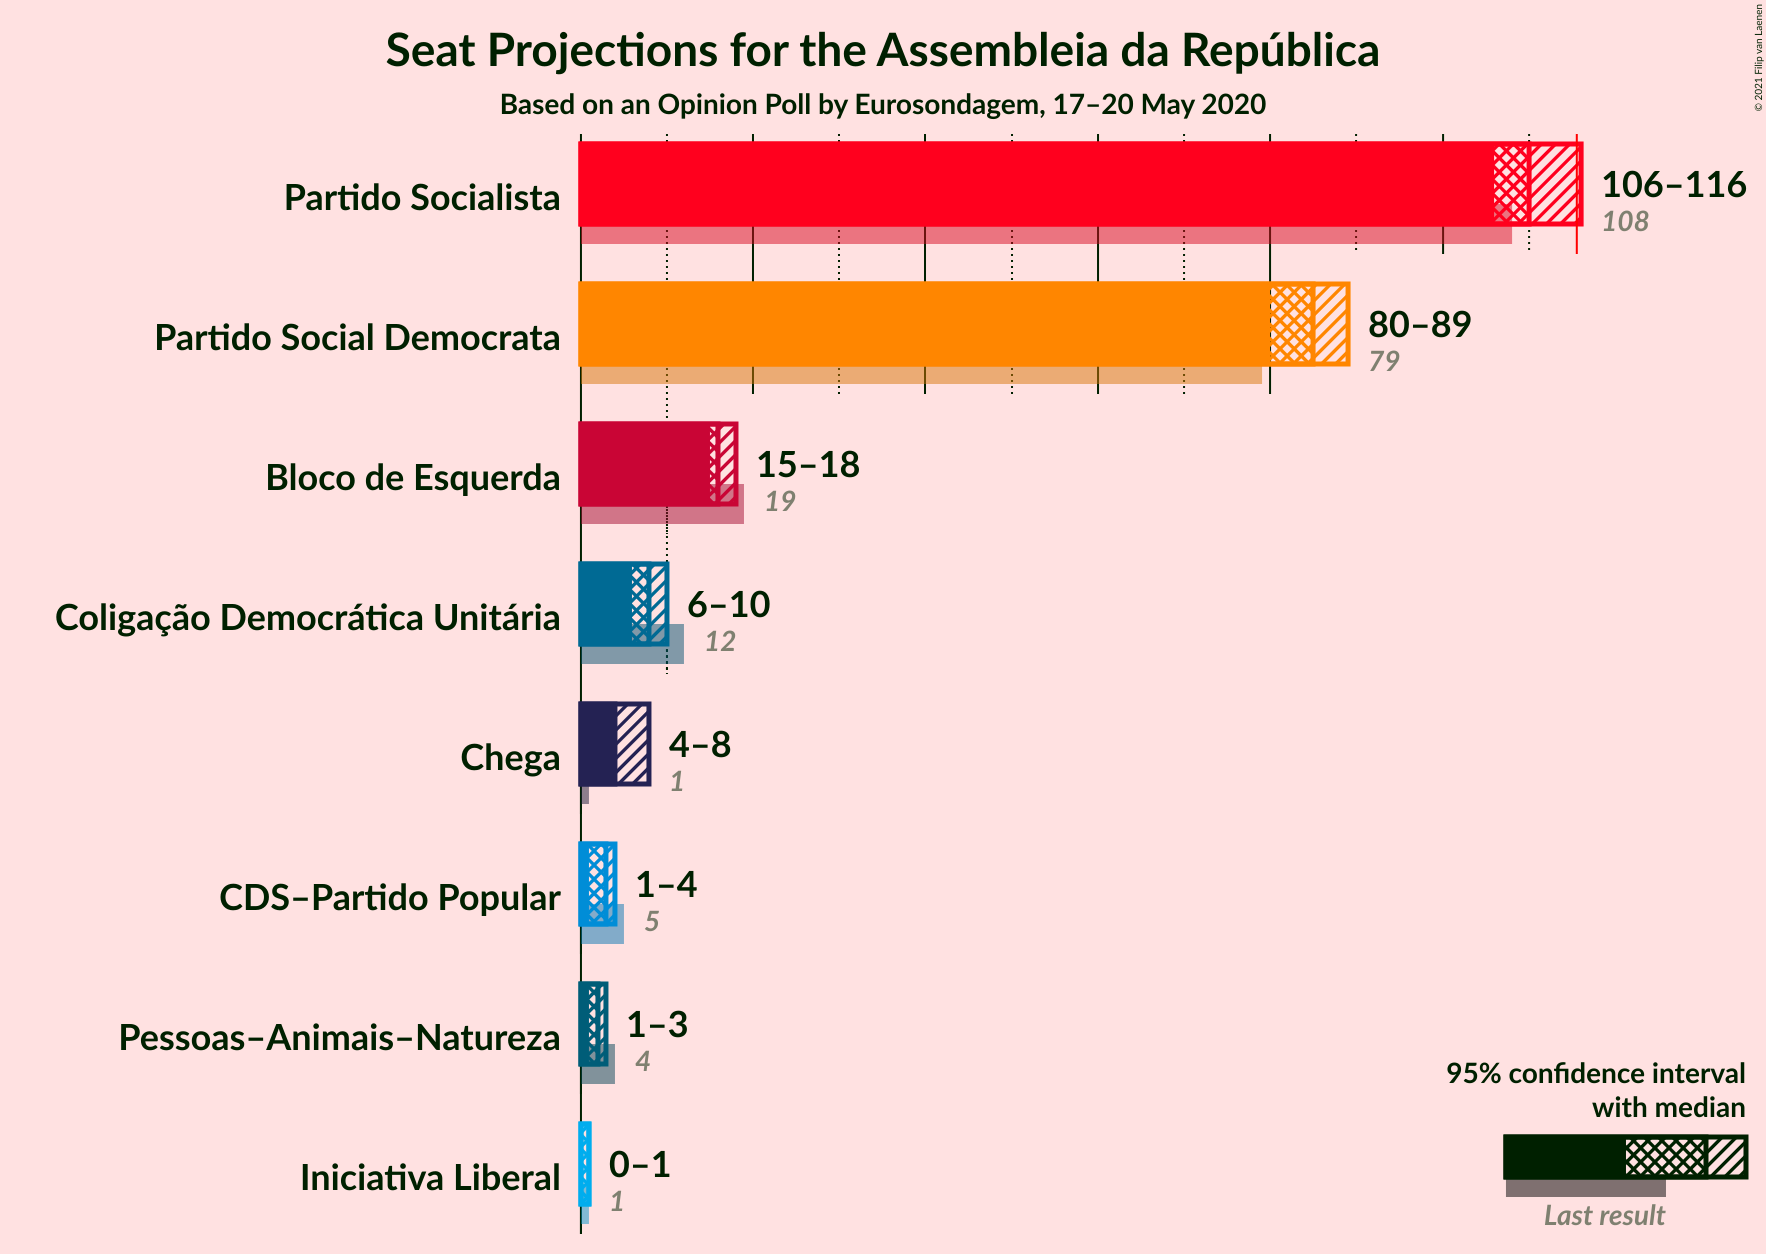 Seat Projections for the Assembleia da República
Based on an Opinion Poll by Eurosondagem, 17–20 May 2020
© 2021 Filip van Laenen
Partido Socialista
106–116
108
Partido Social Democrata
80–89
79
Bloco de Esquerda
15–18
19
Coligação Democrática Unitária
6–10
12
Chega
4–8
1
CDS–Partido Popular
1–4
5
Pessoas–Animais–Natureza
1–3
4
Iniciativa Liberal
0–1
1
95% confidence interval
with median
Last result